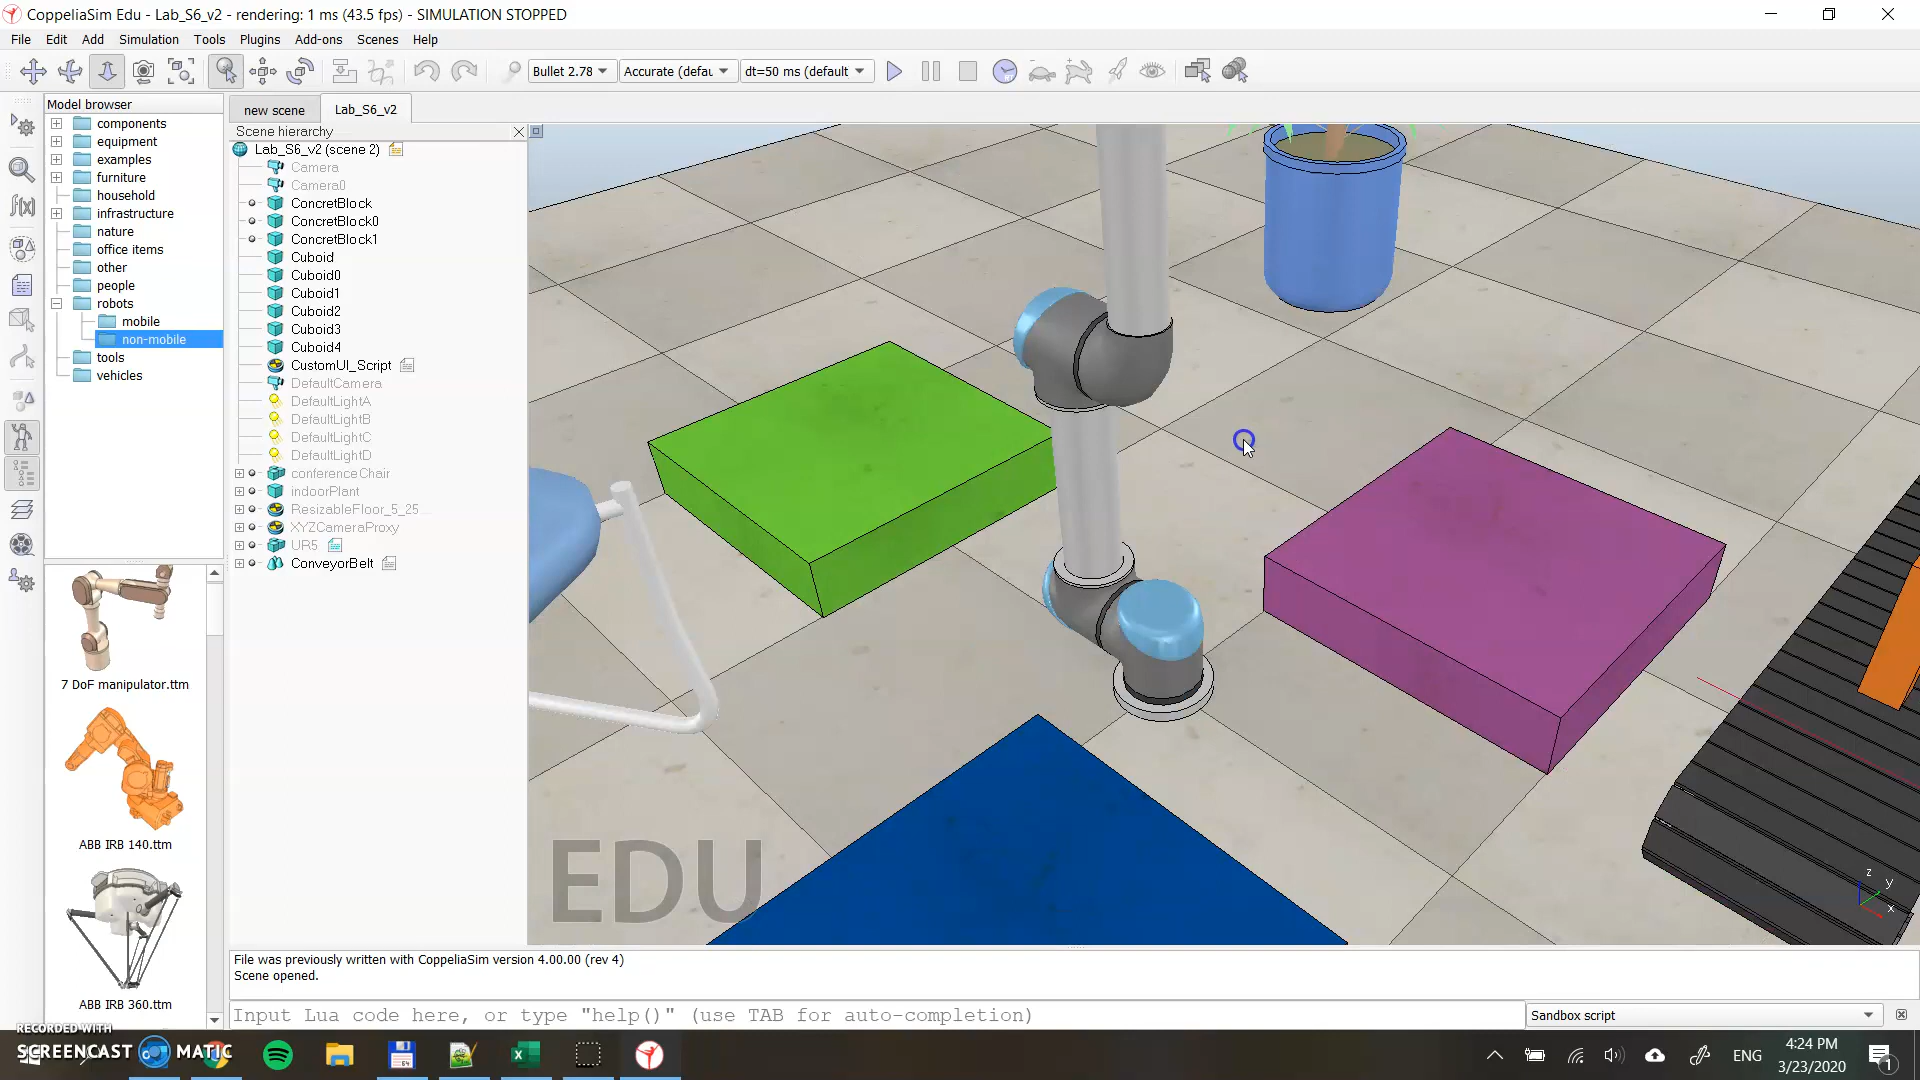 CoppeliaSim Edu - Lab_S6_v2 - rendering: 1 ms (43.5 fps) - SIMULATION STOPPED
File Edit Add Simulation Tools Plugins Add-ons Scenes Help
Bullet 2.78 Accurate (defau dt=50 ms (default
Model browser
components
equipment
examples
furniture
household
infrastructure
nature
office items
other
people
robots
mobile
non-mobile
tools
vehicles
7 DoF manipulator.ttm
ABB IRB 140.ttm
ABB IRB 360.ttm
new scene Lab_S6_v2
Scene hierarchy
Lab_S6_v2 (scene 2)
Camera
Camera0
ConcretBlock
ConcretBlock0
ConcretBlock1
Cuboid
Cuboid0
Cuboid1
Cuboid2
Cuboid3
Cuboid4
CustomUI_Script
DefaultCamera
DefaultLightA
DefaultLightB
DefaultLightC
DefaultLightD
conferenceChair
indoorPlant
ResizableFloor_5_25
XYZCameraProxy
UR5
ConveyorBelt
EDU
z
y
x
File was previously written with CoppeliaSim version 4.00.00 (rev 4)
Scene opened.
Input Lua code here, or type "help()" (use TAB for auto-completion)
Sandbox script
RECORDED WITH
SCREENCAST MATIC
ENG
4:24 PM
3/23/2020
1